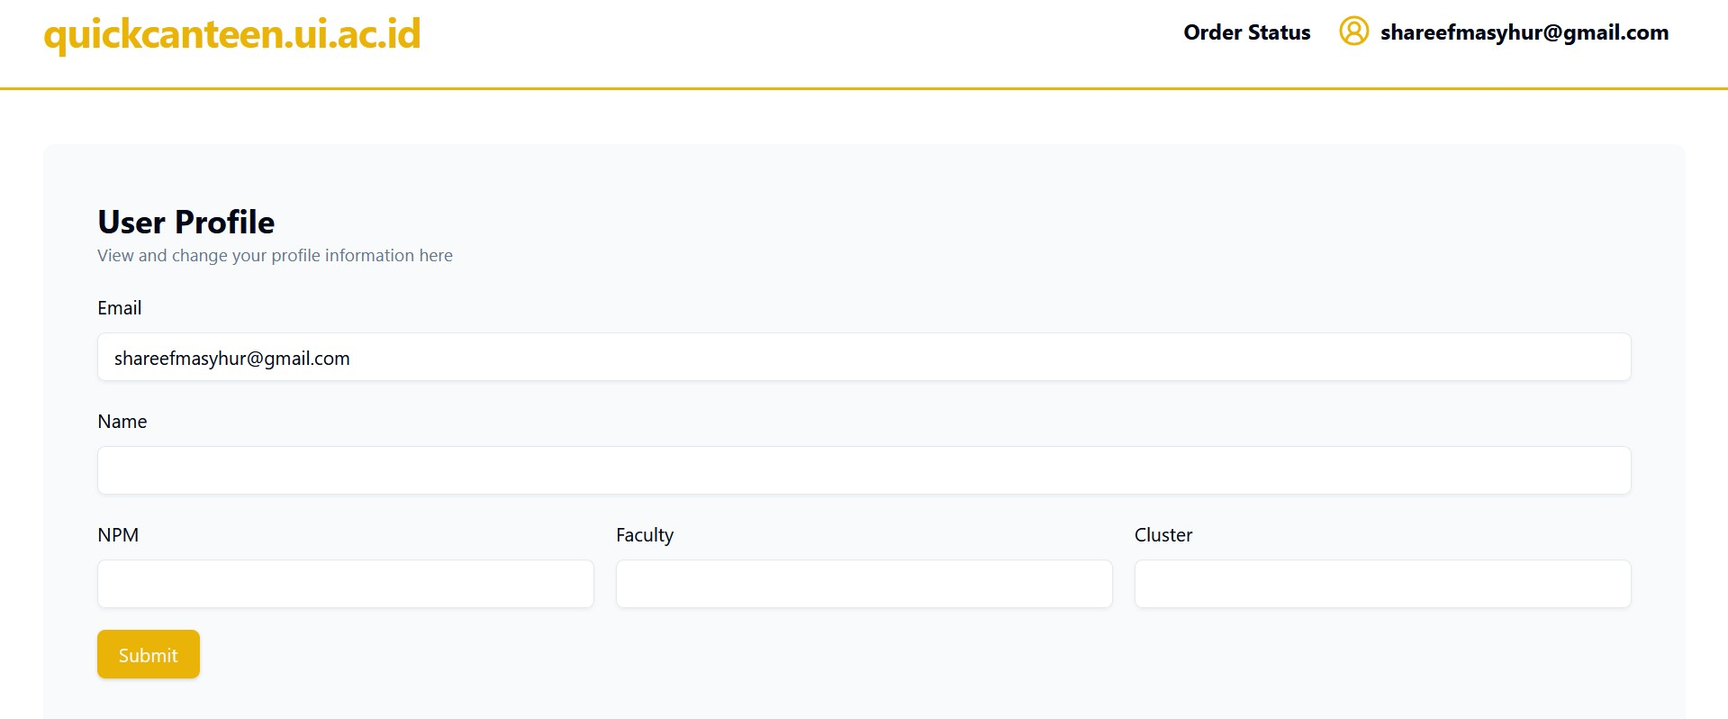 quickcanteen.ui.ac.id
Order Status shareefmasyhur@gmail.com
User Profile
View and change your profile information here
Email
shareefmasyhur@gmail.com
Name
NPM Faculty Cluster
Submit